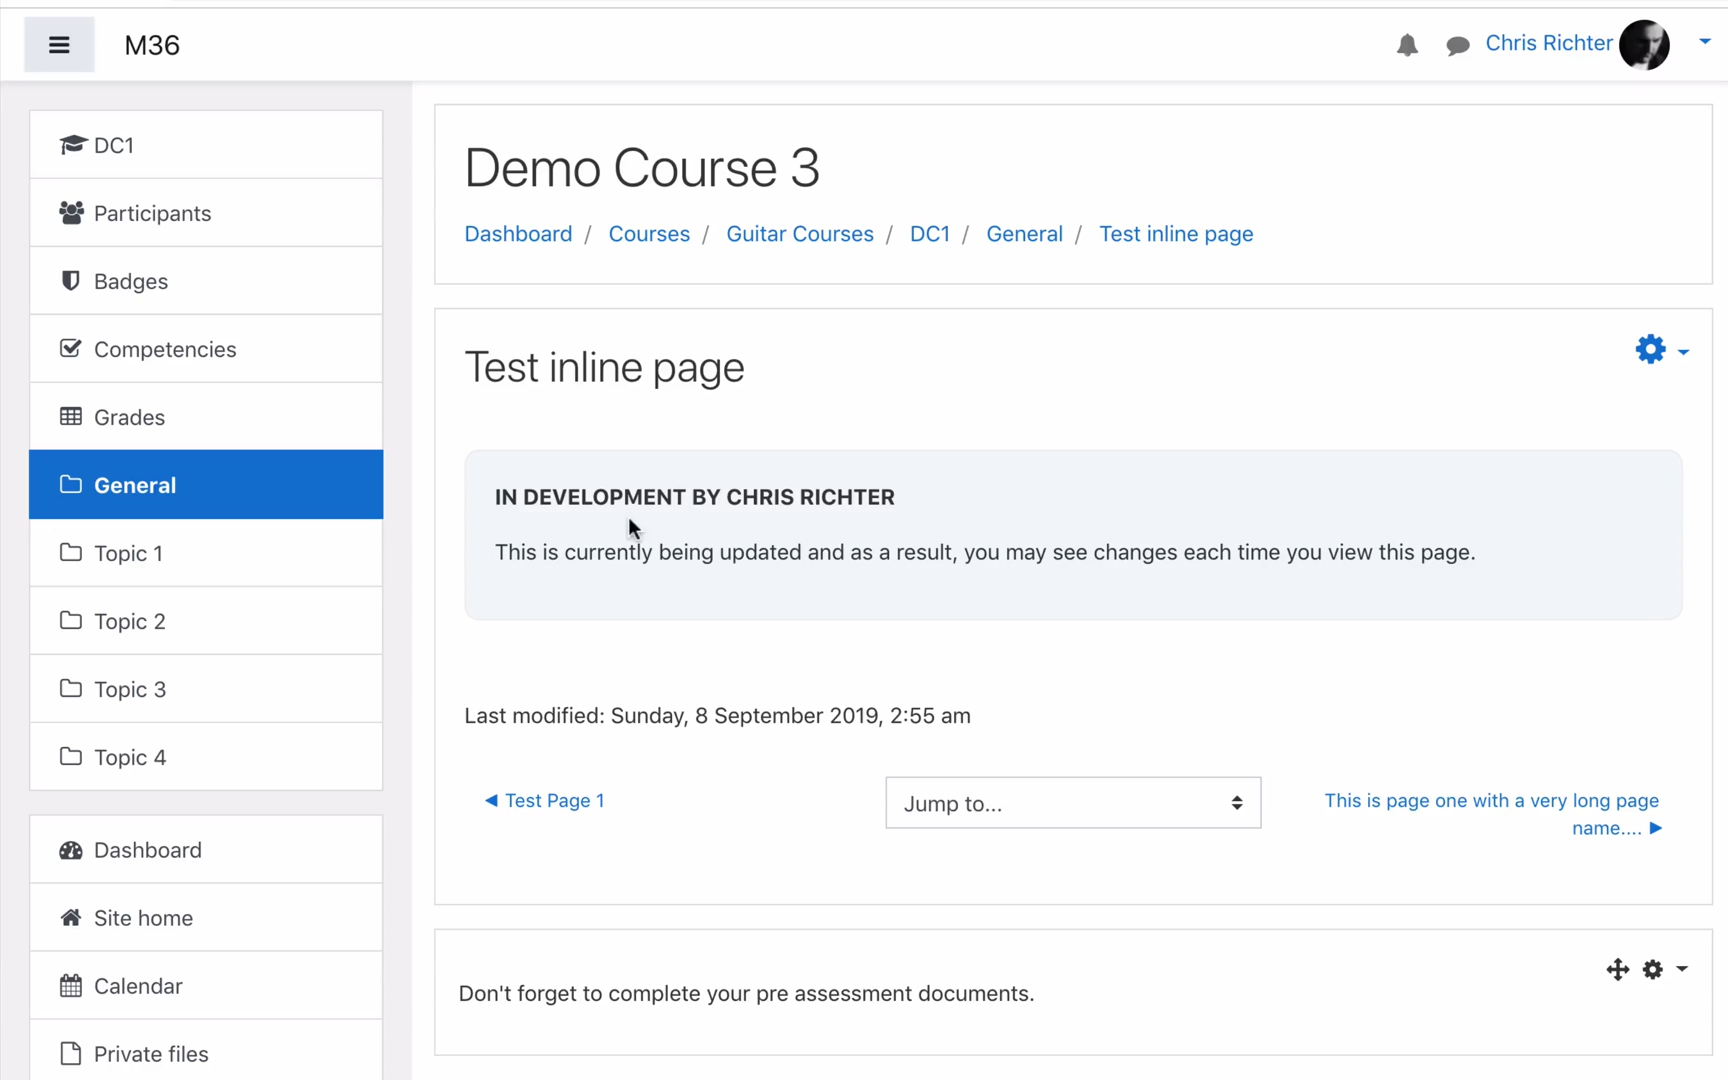 M36
Chris Richter
DC1
Participants
Badges
Competencies
Grades
General
Topic 1
Topic 2
Topic 3
Topic 4
Dashboard
Site home
Calendar
Private files
Demo Course 3
Dashboard / Courses / Guitar Courses / DC1 / General / Test inline page
Test inline page
IN DEVELOPMENT BY CHRIS RICHTER
This is currently being updated and as a result, you may see changes each time you view this page.
Last modified: Sunday, 8 September 2019, 2:55 am
◀ Test Page 1
Jump to...
This is page one with a very long page
name.... ▶
Don't forget to complete your pre assessment documents.